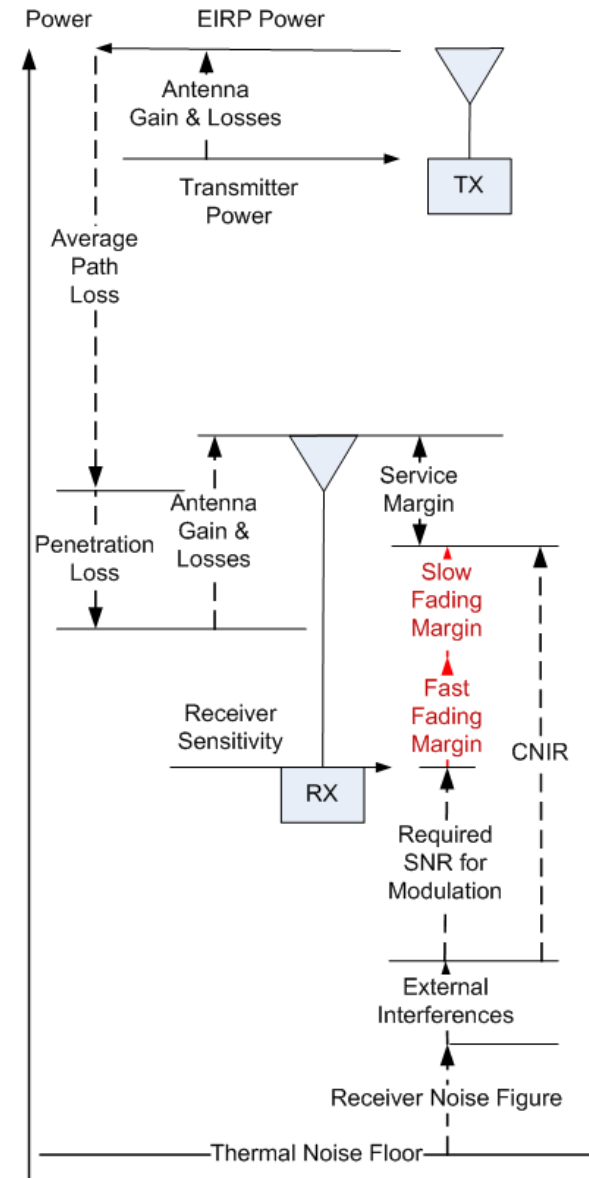 Power
EIRP Power
Antenna
Gain & Losses
Transmitter
Power
TX
Average
Path
Loss
Service
Margin
Antenna
Gain &
Losses
Penetration
Loss
Slow
Fading
Margin
Fast
Fading
Margin
CNIR
Receiver
Sensitivity
RX
Required
SNR for
Modulation
External
Interferences
Receiver Noise Figure
Thermal Noise Floor